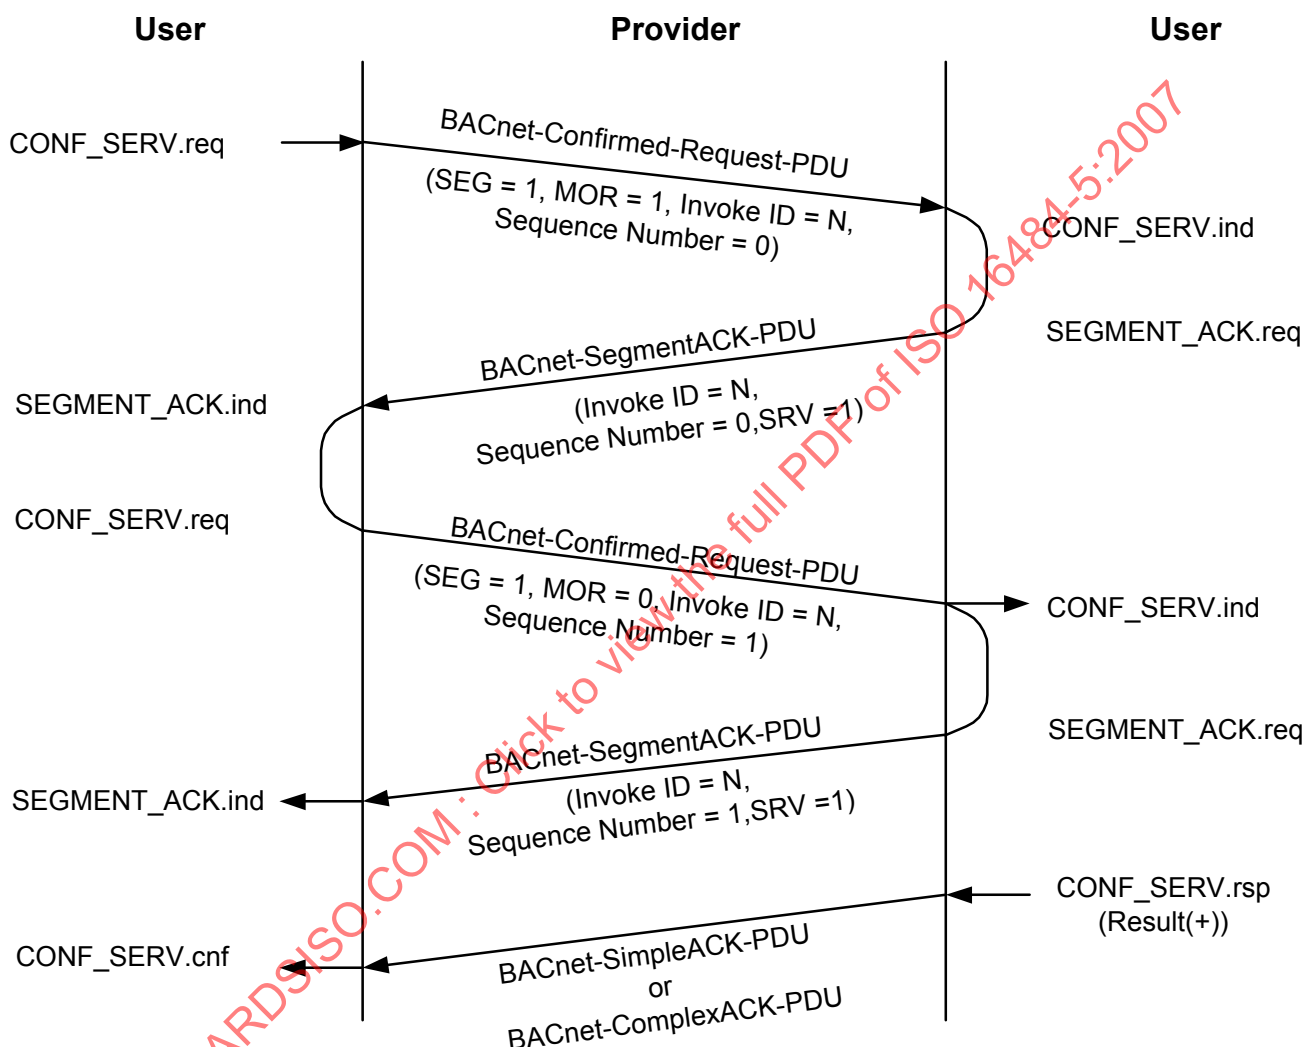 User
Provider
User
CONF_SERV.req
BACnet-Confirmed-Request-PDU
(SEG = 1, MOR = 1, Invoke ID = N,
Sequence Number = 0)
CONF_SERV.ind
SEGMENT_ACK.req
BACnet-SegmentACK-PDU
(Invoke ID = N,
Sequence Number = 0,SRV =1)
SEGMENT_ACK.ind
CONF_SERV.req
BACnet-Confirmed-Request-PDU
(SEG = 1, MOR = 0, Invoke ID = N,
Sequence Number = 1)
CONF_SERV.ind
SEGMENT_ACK.req
BACnet-SegmentACK-PDU
(Invoke ID = N,
Sequence Number = 1,SRV =1)
SEGMENT_ACK.ind
CONF_SERV.rsp
(Result(+))
CONF_SERV.cnf
BACnet-SimpleACK-PDU
or
BACnet-ComplexACK-PDU
ARDSISO.COM : Click to view the full PDF of ISO 16484-5:2007